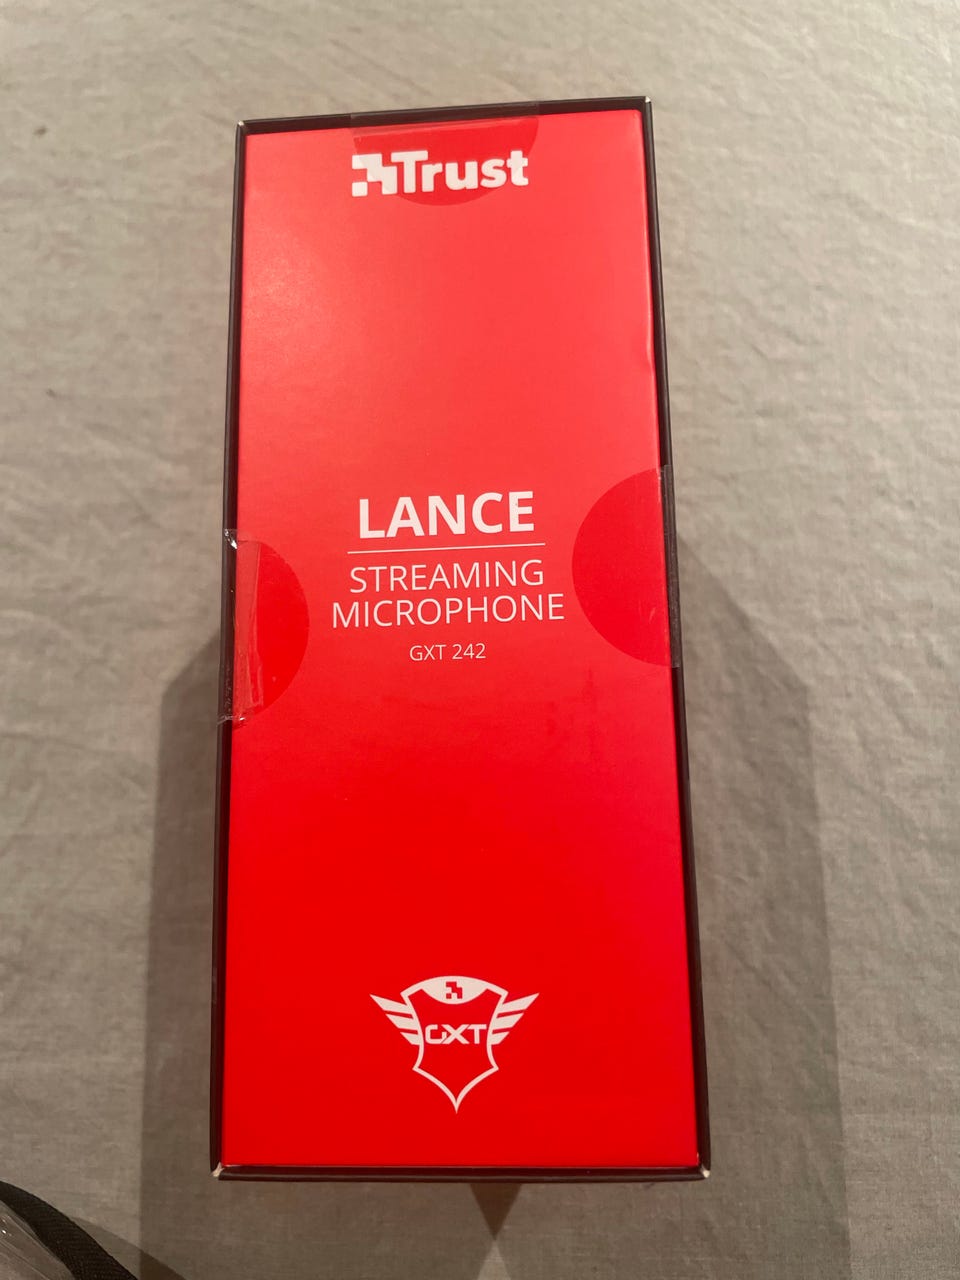 Trust
LANCE
STREAMING
MICROPHONE
GXT 242
GXT